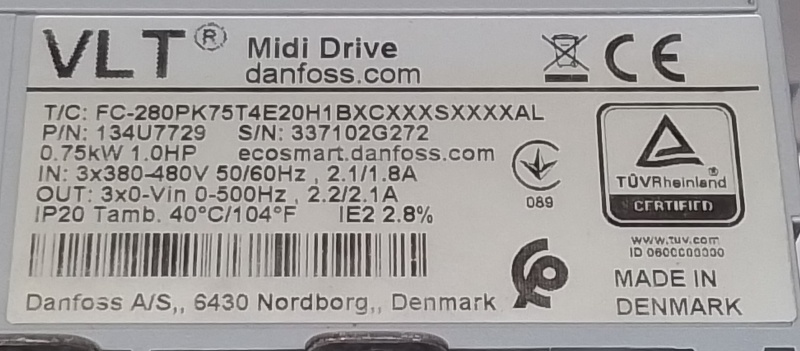 VLT® Midi Drive
danfoss.com
T/C: FC-280PK75T4E20H1BXCXXXSXXXXAL
P/N: 134U7729 S/N: 337102G272
0.75kW 1.0HP ecosmart.danfoss.com
IN: 3x380-480V 50/60Hz , 2.1/1.8A
OUT: 3x0-Vin 0-500Hz , 2.2/2.1A
IP20 Tamb. 40°C/104°F IE2 2.8%
Danfoss A/S,, 6430 Nordborg,, Denmark
CE
089
TÜVRheinland®
CERTIFIED
www.tuv.com
ID 0600000000
MADE IN
DENMARK